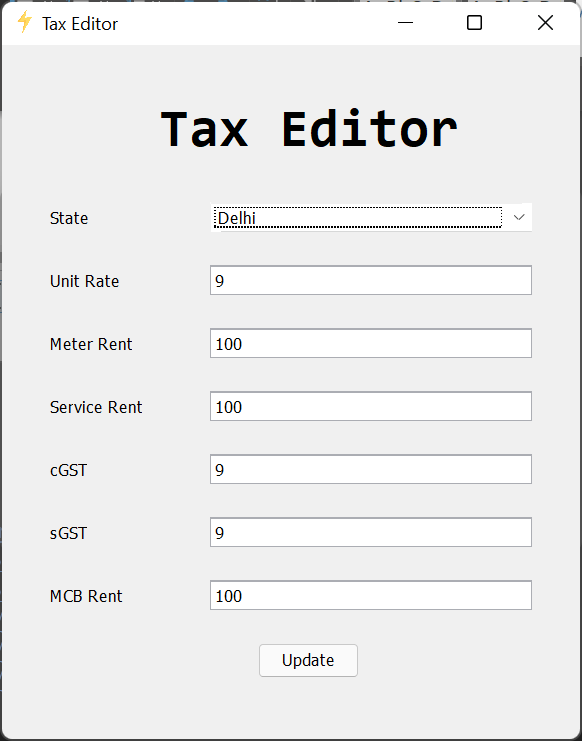 Tax Editor
Tax Editor
State Delhi
Unit Rate 9
Meter Rent 100
Service Rent 100
cGST 9
sGST 9
MCB Rent 100
Update